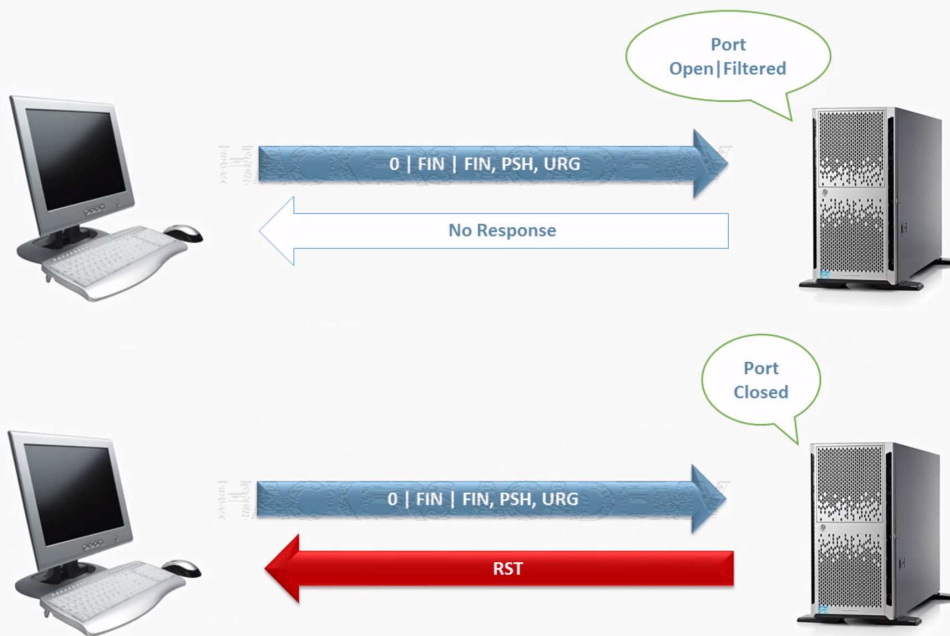 Port
Open|Filtered
0 | FIN | FIN, PSH, URG
No Response
Port
Closed
0 | FIN | FIN, PSH, URG
RST